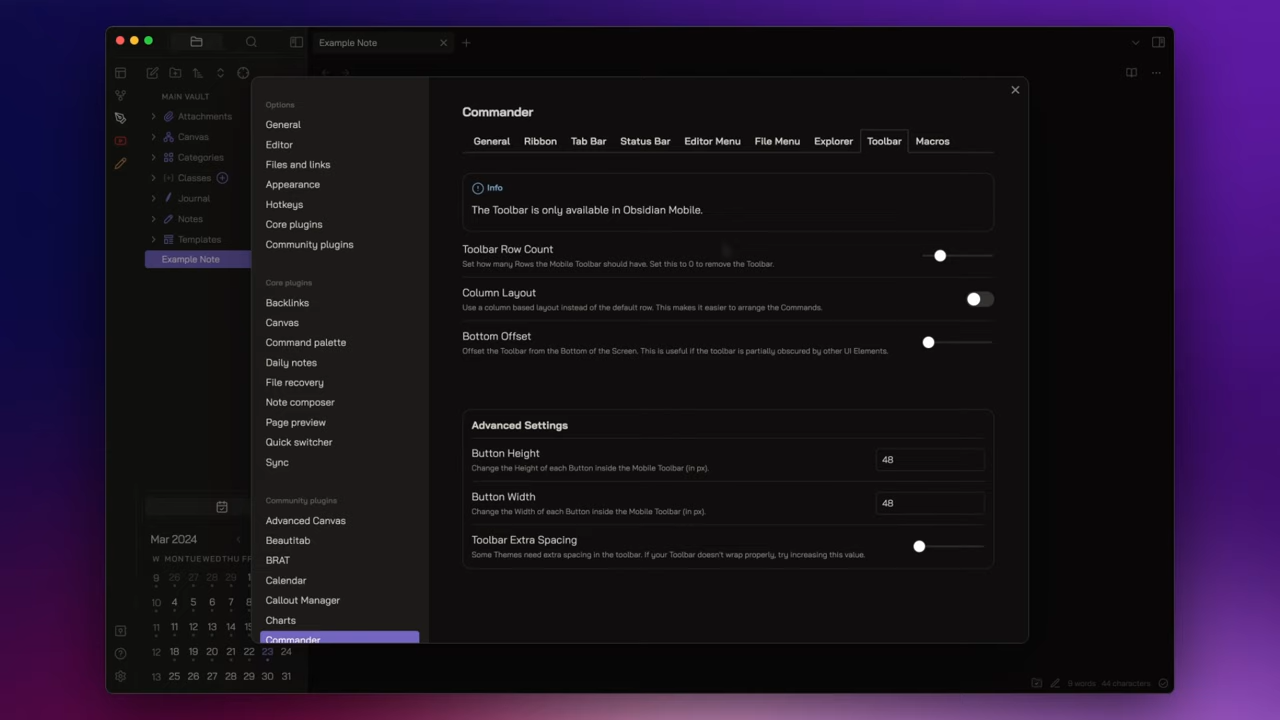 Example Note
MAIN VAULT
Attachments
Canvas
Categories
Classes
Journal
Notes
Templates
Example Note
Mar 2024
W MON TUE WED THU FR
9 26 27 28 29 1
10 4 5 6 7 8
11 11 12 13 14 15
12 18 19 20 21 22 23 24
13 25 26 27 28 29 30 31
Options
General
Editor
Files and links
Appearance
Hotkeys
Core plugins
Community plugins
Core plugins
Backlinks
Canvas
Command palette
Daily notes
File recovery
Note composer
Page preview
Quick switcher
Sync
Community plugins
Advanced Canvas
Beautitab
BRAT
Calendar
Callout Manager
Charts
Commander
Commander
General Ribbon Tab Bar Status Bar Editor Menu File Menu Explorer Toolbar Macros
Info
The Toolbar is only available in Obsidian Mobile.
Toolbar Row Count
Set how many Rows the Mobile Toolbar should have. Set this to 0 to remove the Toolbar.
Column Layout
Use a column based layout instead of the default row. This makes it easier to arrange the Commands.
Bottom Offset
Offset the Toolbar from the Bottom of the Screen. This is useful if the toolbar is partially obscured by other UI Elements.
Advanced Settings
Button Height
Change the Height of each Button inside the Mobile Toolbar (in px).
48
Button Width
Change the Width of each Button inside the Mobile Toolbar (in px).
48
Toolbar Extra Spacing
Some Themes need extra spacing in the toolbar. If your Toolbar doesn't wrap properly, try increasing this value.
9 words 44 characters